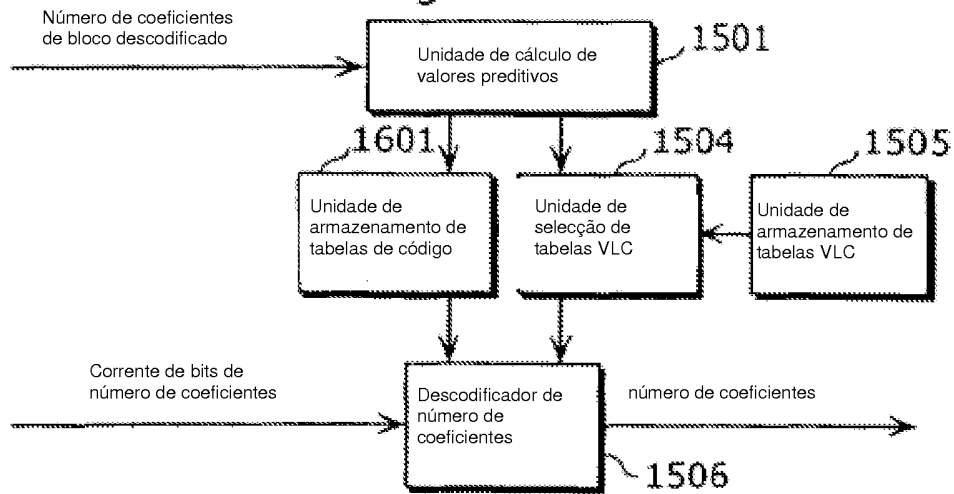 Número de coeficientes
de bloco descodificado
Unidade de cálculo de
valores preditivos
1501
1601
1504
1505
Unidade de
armazenamento de
tabelas de código
Unidade de
selecção de
tabelas VLC
Unidade de
armazenamento de
tabelas VLC
Corrente de bits de
número de coeficientes
Descodificador de
número de
coeficientes
número de coeficientes
1506